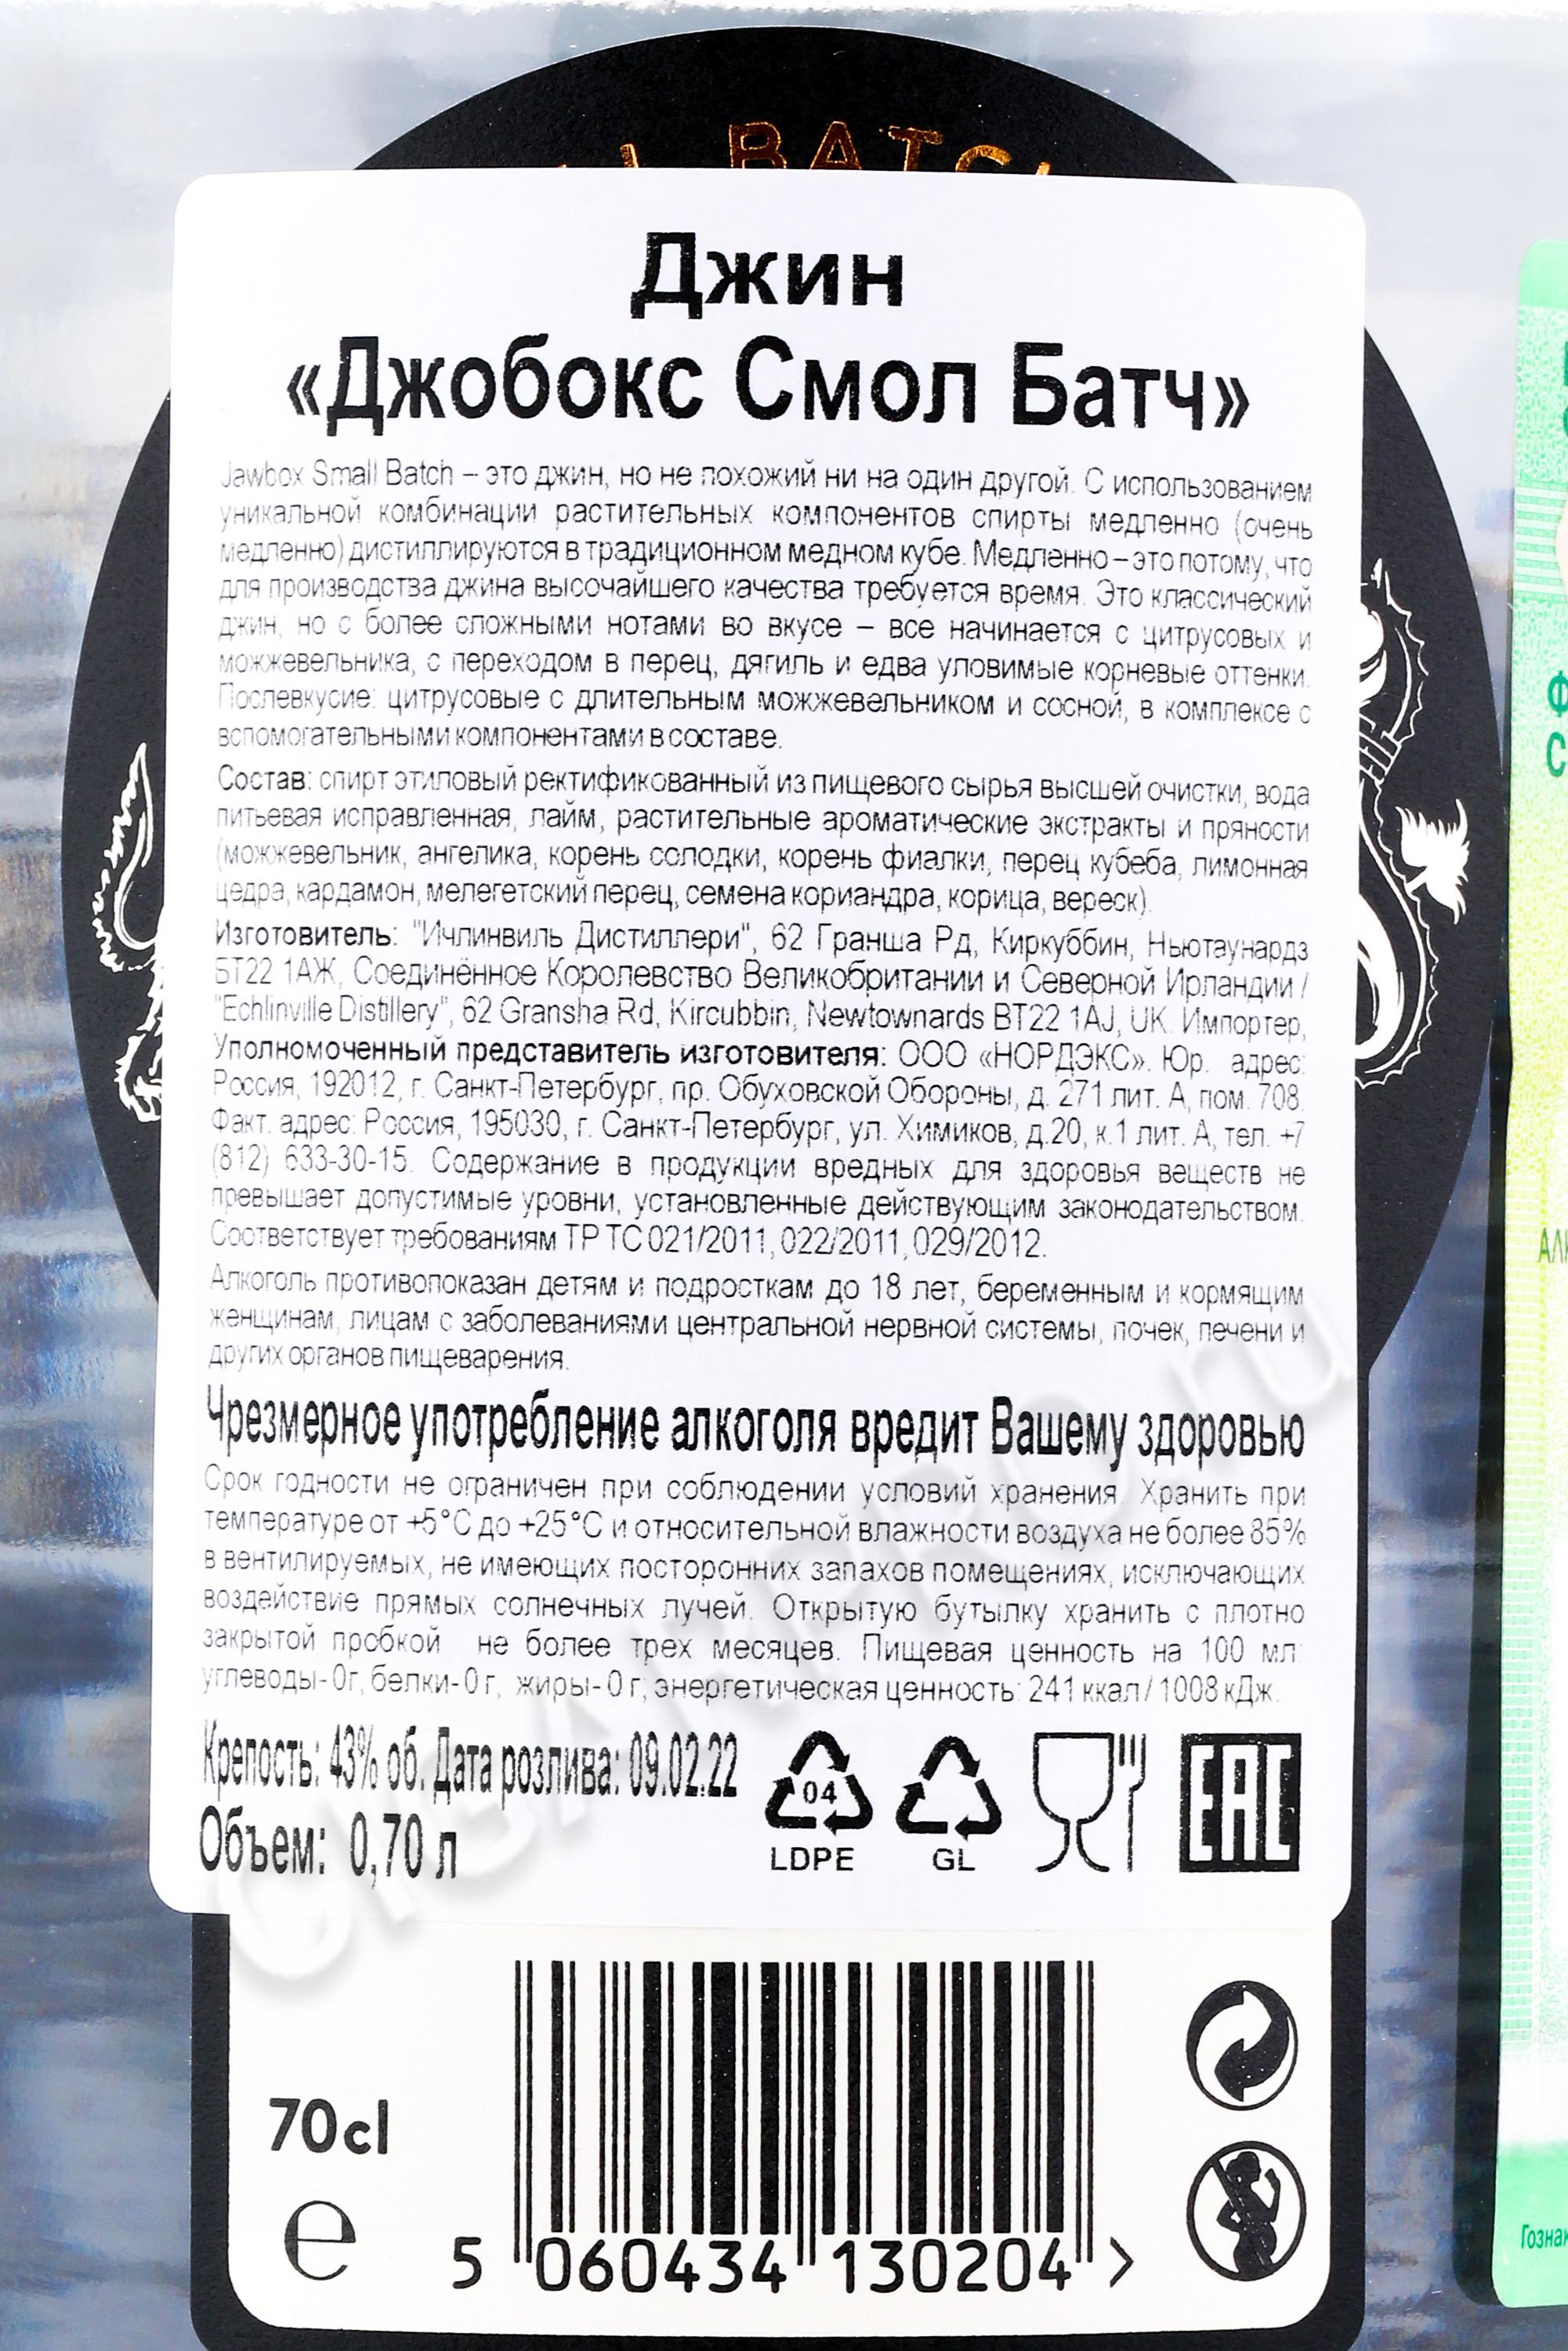 BATCH
Джин
«Джобокс Смол Батч»
Jawbox Small Batch – это джин, но не похожий ни на один другой. С использованием
уникальной комбинации растительных компонентов спирты медленно (очень
медленно) дистиллируются в традиционном медном кубе. Медленно – это потому, что
для производства джина высочайшего качества требуется время. Это классический
джин, но с более сложными нотами во вкусе – все начинается с цитрусовых и
можжевельника, с переходом в перец, дягиль и едва уловимые корневые оттенки.
Послевкусие: цитрусовые с длительным можжевельником и сосной, в комплексе с
вспомогательными компонентами в составе.
Состав: спирт этиловый ректификованный из пищевого сырья высшей очистки, вода
питьевая исправленная, лайм, растительные ароматические экстракты и пряности
(можжевельник, ангелика, корень солодки, корень фиалки, перец кубеба, лимонная
цедра, кардамон, мелегетский перец, семена кориандра, корица, вереск).
Изготовитель: "Ичлинвиль Дистиллери", 62 Гранша Рд, Киркуббин, Ньютаунардз
БТ22 1АЖ, Соединённое Королевство Великобритании и Северной Ирландии /
"Echlinville Distillery", 62 Gransha Rd, Kircubbin, Newtownards BT22 1AJ, UK. Импортер,
Уполномоченный представитель изготовителя: ООО «НОРДЭКС». Юр. адрес:
Россия, 192012, г. Санкт-Петербург, пр. Обуховской Обороны, д. 271 лит. А, пом. 708.
Факт. адрес: Россия, 195030, г. Санкт-Петербург, ул. Химиков, д.20, к.1 лит. А, тел. +7
(812) 633-30-15. Содержание в продукции вредных для здоровья веществ не
превышает допустимые уровни, установленные действующим законодательством.
Соответствует требованиям ТР ТС 021/2011, 022/2011, 029/2012.
Алкоголь противопоказан детям и подросткам до 18 лет, беременным и кормящим
женщинам, лицам с заболеваниями центральной нервной системы, почек, печени и
других органов пищеварения.
Чрезмерное употребление алкоголя вредит Вашему здоровью
Срок годности не ограничен при соблюдении условий хранения. Хранить при
температуре от +5°С до +25°С и относительной влажности воздуха не более 85%
в вентилируемых, не имеющих посторонних запахов помещениях, исключающих
воздействие прямых солнечных лучей. Открытую бутылку хранить с плотно
закрытой пробкой не более трех месяцев. Пищевая ценность на 100 мл:
углеводы- 0г, белки- 0 г, жиры- 0 г; энергетическая ценность: 241 ккал / 1008 кДж.
Крепость: 43% об. Дата розлива: 09.02.22
Объем: 0,70 л
04
LDPE
GL
EAC
70cl
e
5 060434 130204 >
CIGARPRO.ru